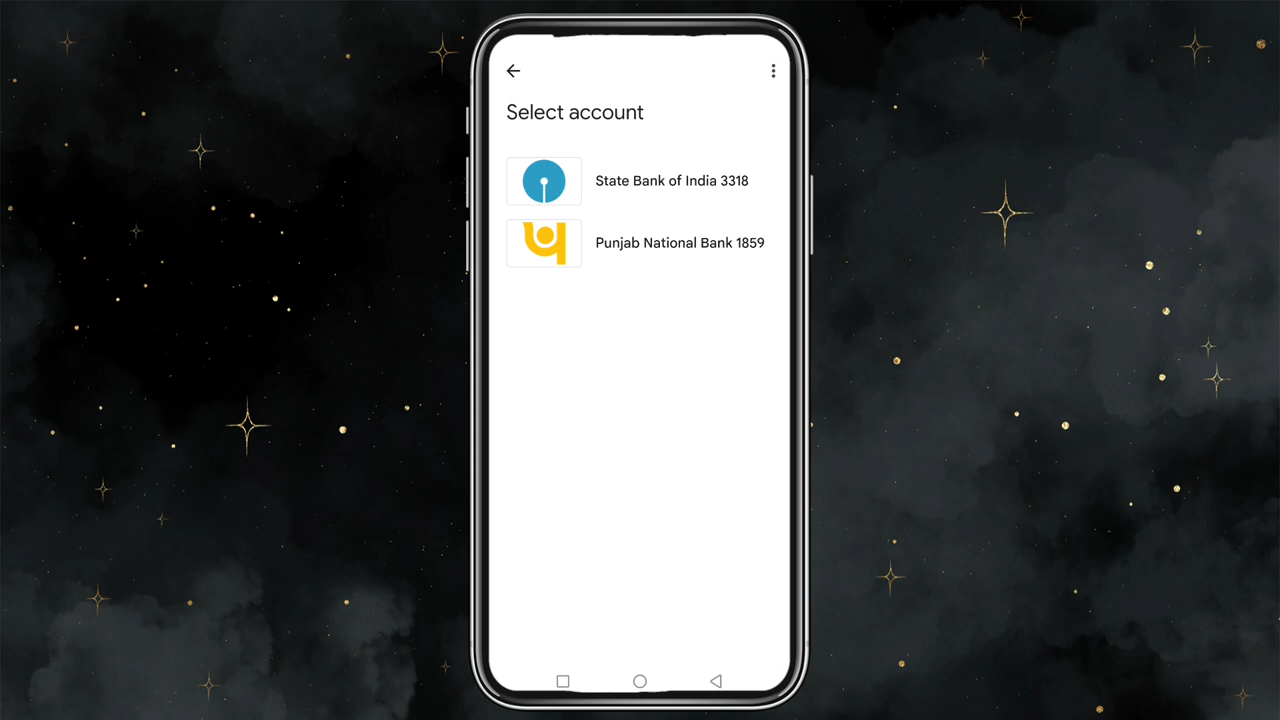 Select account
State Bank of India 3318
Punjab National Bank 1859